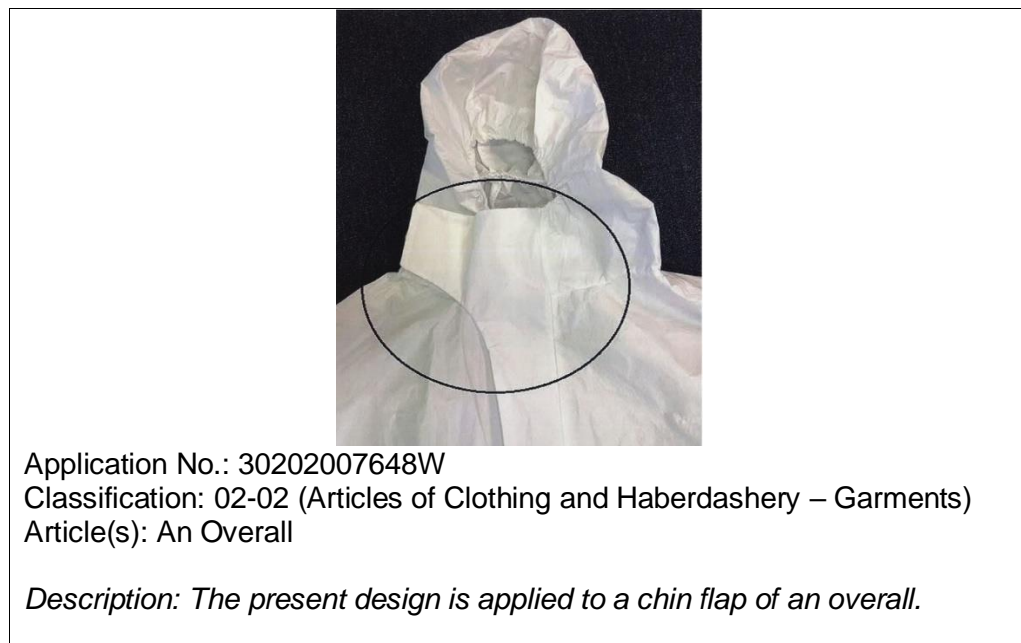 Application No.: 30202007648W
Classification: 02-02 (Articles of Clothing and Haberdashery – Garments)
Article(s): An Overall
Description: The present design is applied to a chin flap of an overall.